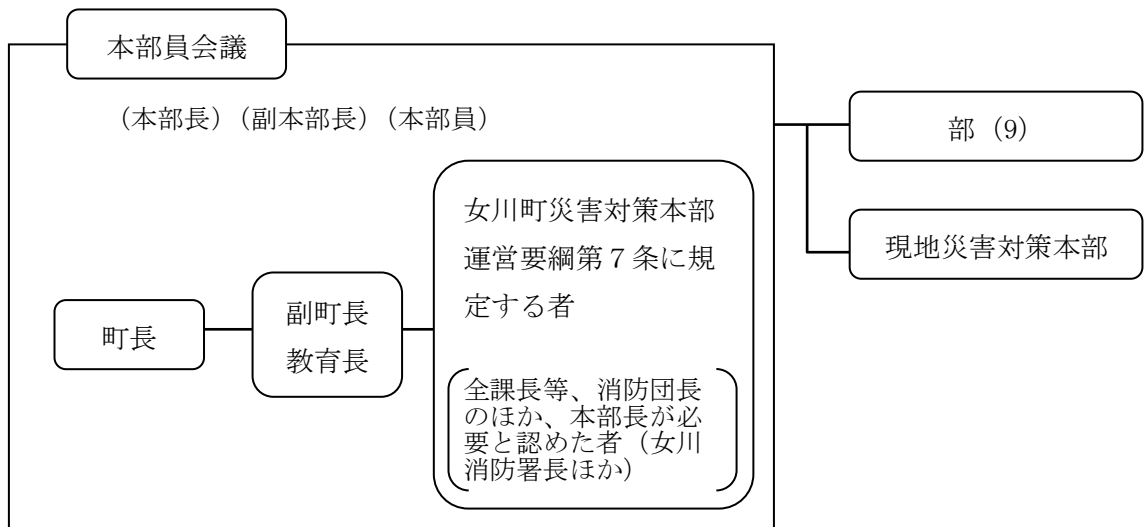 本部員会議
(本部長)(副本部長)(本部員)
町長
副町長
教育長
女川町災害対策本部
運営要綱第7条に規
定する者
全課長等、消防団長
のほか、本部長が必
要と認めた者(女川
消防署長ほか)
部(9)
現地災害対策本部